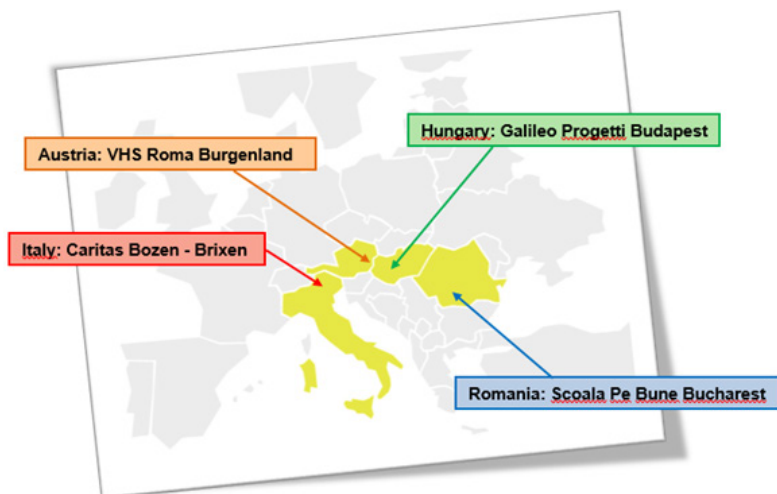 Hungary: Galileo Progetti Budapest
Austria: VHS Roma Burgenland
Italy: Caritas Bozen - Brixen
Romania: Scoala Pe Bune Bucharest